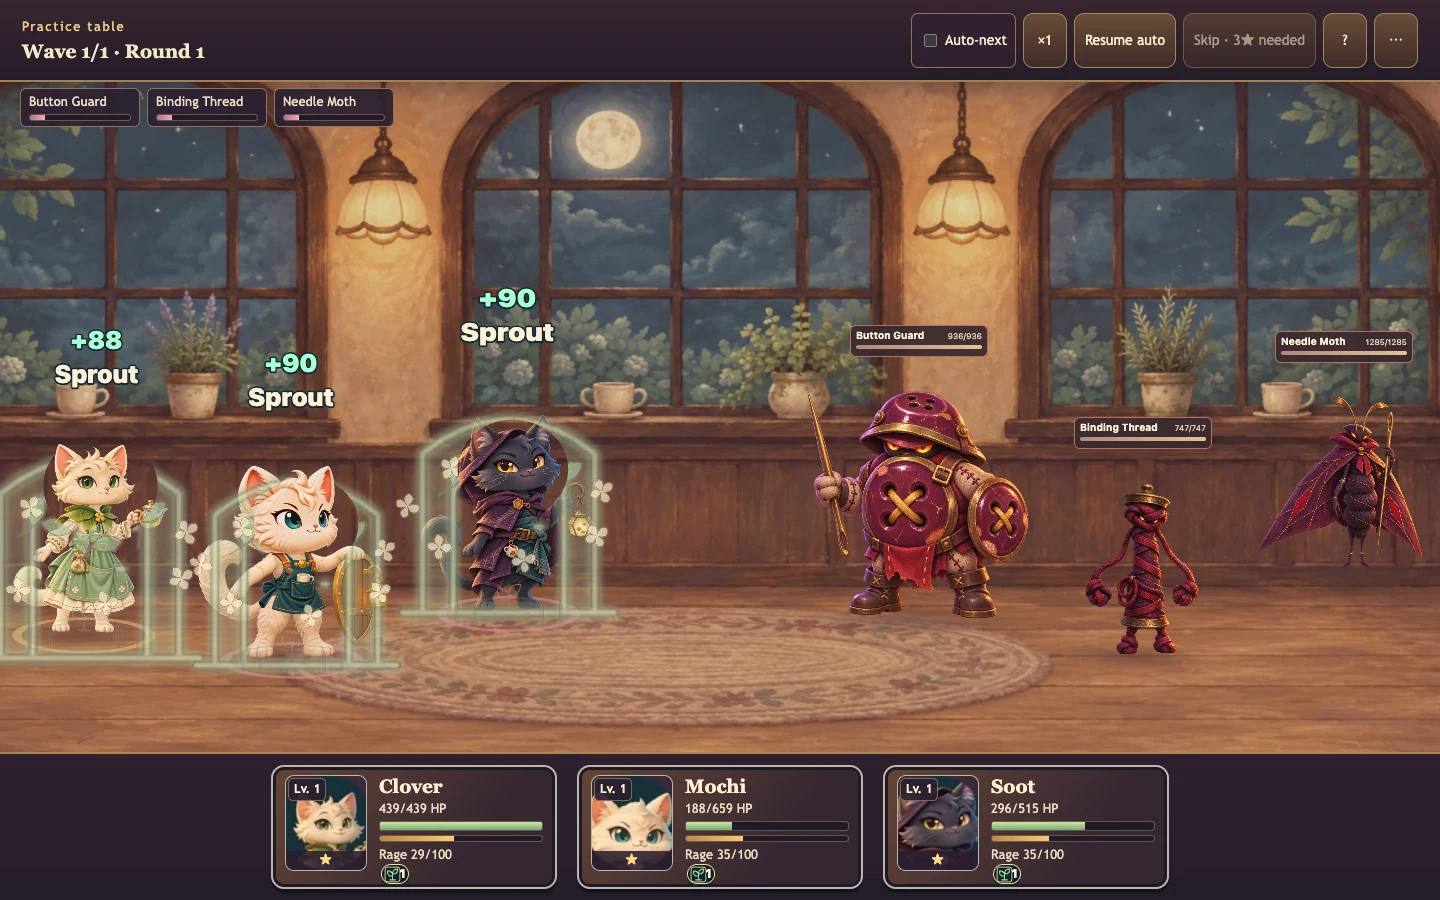 Practice table
Wave 1/1 · Round 1
Auto-next
×1
Resume auto
Skip · 3★ needed
?
...
Button Guard
Binding Thread
Needle Moth
+88
Sprout
+90
Sprout
+90
Sprout
Button Guard 936/936
Binding Thread 747/747
Needle Moth 1285/1285
Lv. 1
Clover
439/439 HP
Rage 29/100
1
Lv. 1
Mochi
188/659 HP
Rage 35/100
1
Lv. 1
Soot
296/515 HP
Rage 35/100
1